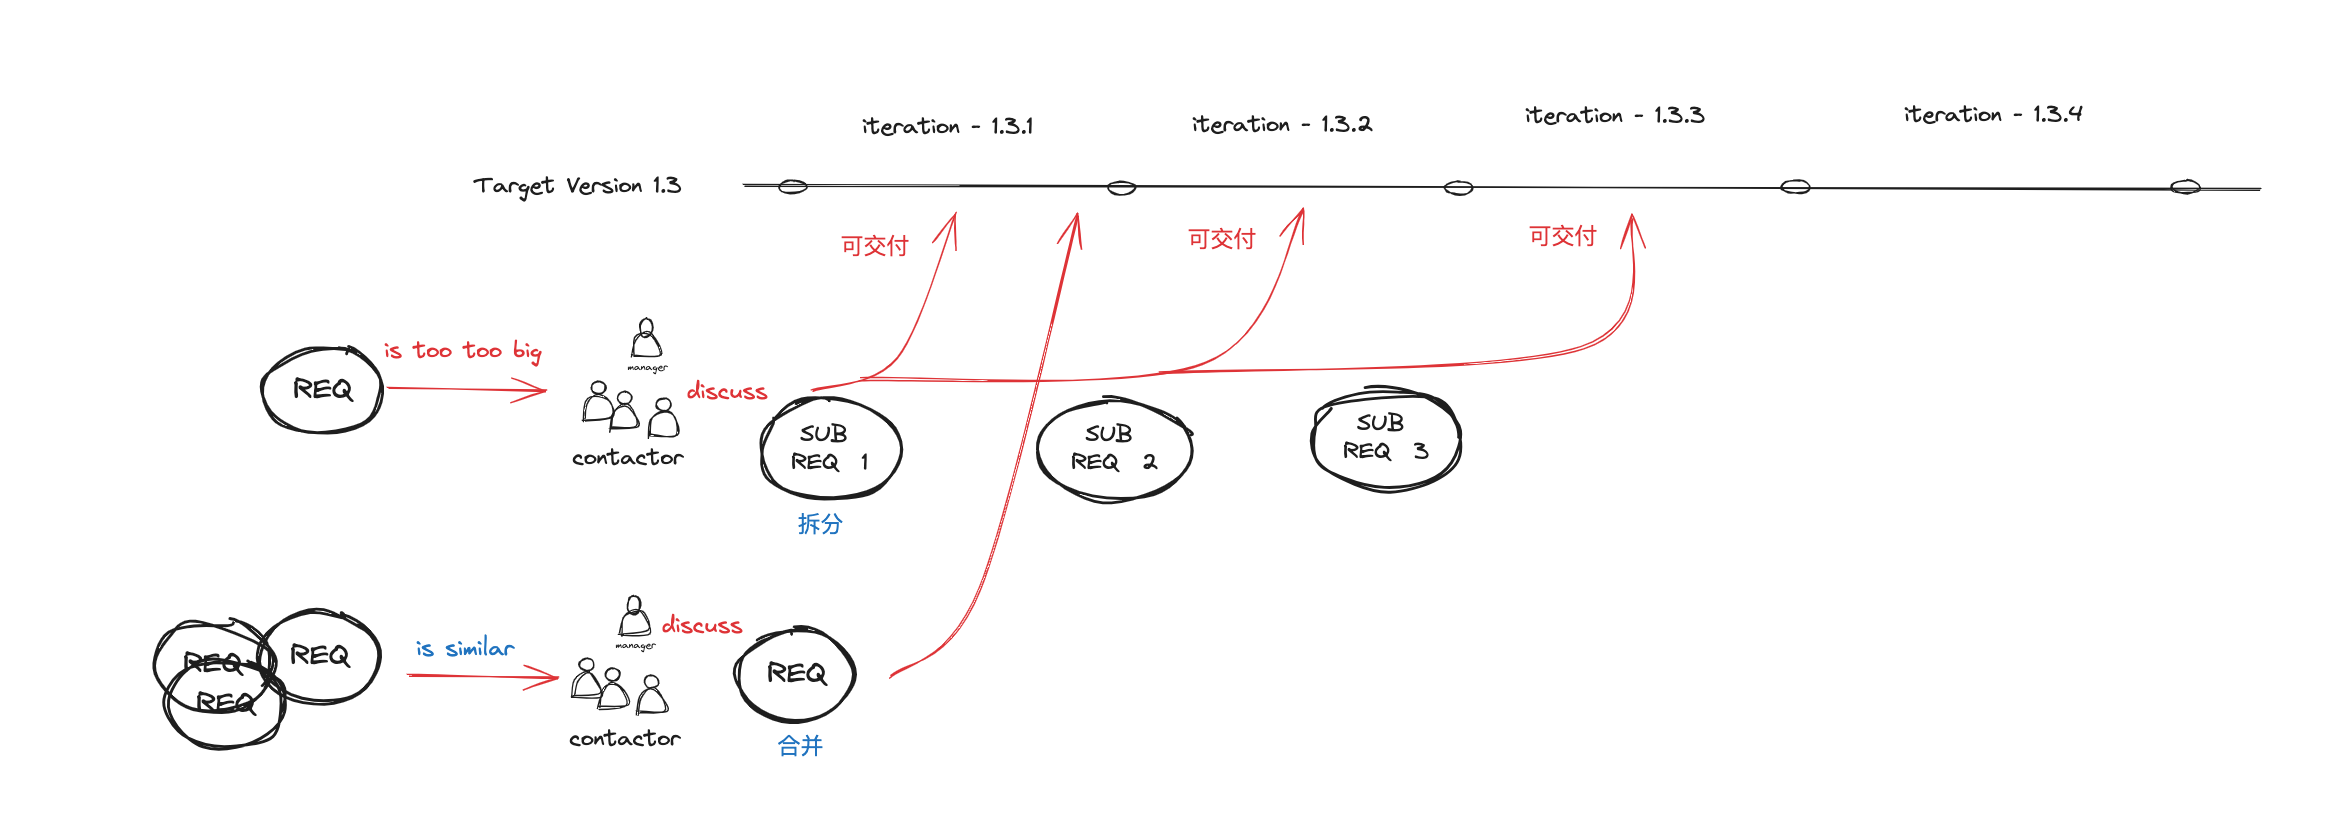 iteration - 1.3.1
iteration - 1.3.2
iteration - 1.3.3
iteration - 1.3.4
Target Version 1.3
可交付
可交付
可交付
is too too big
REQ
manager
discuss
contactor
SUB
REQ 1
SUB
REQ 2
SUB
REQ 3
拆分
REQ
REQ
REQ
is similar
manager
discuss
contactor
REQ
合并